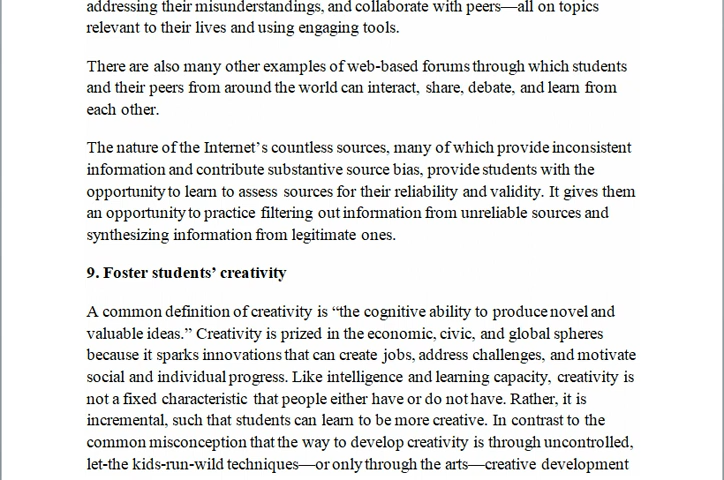 addressing their misunderstandings, and collaborate with peers—all on topics
relevant to their lives and using engaging tools.
There are also many other examples of web-based forums through which students
and their peers from around the world can interact, share, debate, and learn from
each other.
The nature of the Internet’s countless sources, many of which provide inconsistent
information and contribute substantive source bias, provide students with the
opportunity to learn to assess sources for their reliability and validity. It gives them
an opportunity to practice filtering out information from unreliable sources and
synthesizing information from legitimate ones.
9. Foster students’ creativity
A common definition of creativity is “the cognitive ability to produce novel and
valuable ideas.” Creativity is prized in the economic, civic, and global spheres
because it sparks innovations that can create jobs, address challenges, and motivate
social and individual progress. Like intelligence and learning capacity, creativity is
not a fixed characteristic that people either have or do not have. Rather, it is
incremental, such that students can learn to be more creative. In contrast to the
common misconception that the way to develop creativity is through uncontrolled,
let-the kids-run-wild techniques—or only through the arts—creative development